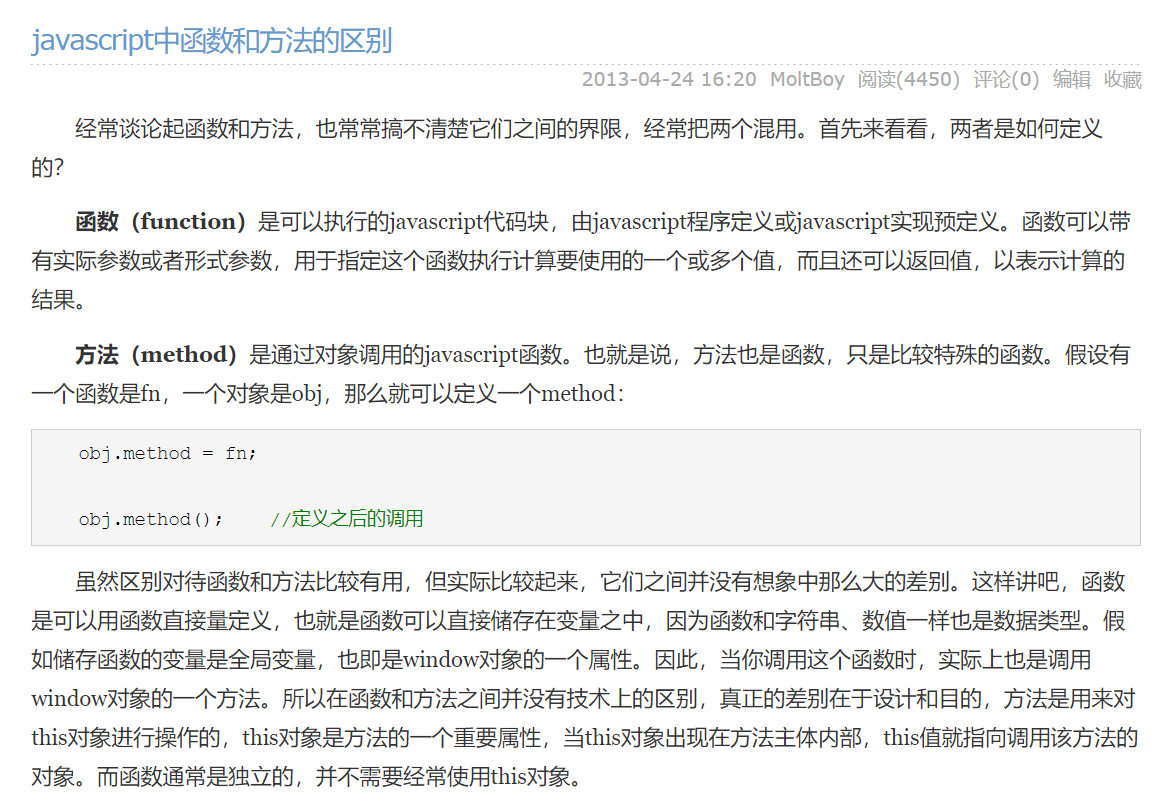 javascript中函数和方法的区别
2013-04-24 16:20 MoltBoy 阅读(4450) 评论(0) 编辑 收藏
经常谈论起函数和方法，也常常搞不清楚它们之间的界限，经常把两个混用。首先来看看，两者是如何定义
的？
函数（function）是可以执行的javascript代码块，由javascript程序定义或javascript实现预定义。函数可以带
有实际参数或者形式参数，用于指定这个函数执行计算要使用的一个或多个值，而且还可以返回值，以表示计算的
结果。
方法（method）是通过对象调用的javascript函数。也就是说，方法也是函数，只是比较特殊的函数。假设有
一个函数是fn，一个对象是obj，那么就可以定义一个method：
obj.method = fn;
obj.method(); //定义之后的调用
虽然区别对待函数和方法比较有用，但实际比较起来，它们之间并没有想象中那么大的差别。这样讲吧，函数
是可以用函数直接量定义，也就是函数可以直接储存在变量之中，因为函数和字符串、数值一样也是数据类型。假
如储存函数的变量是全局变量，也即是window对象的一个属性。因此，当你调用这个函数时，实际上也是调用
window对象的一个方法。所以在函数和方法之间并没有技术上的区别，真正的差别在于设计和目的，方法是用来对
this对象进行操作的，this对象是方法的一个重要属性，当this对象出现在方法主体内部，this值就指向调用该方法的
对象。而函数通常是独立的，并不需要经常使用this对象。